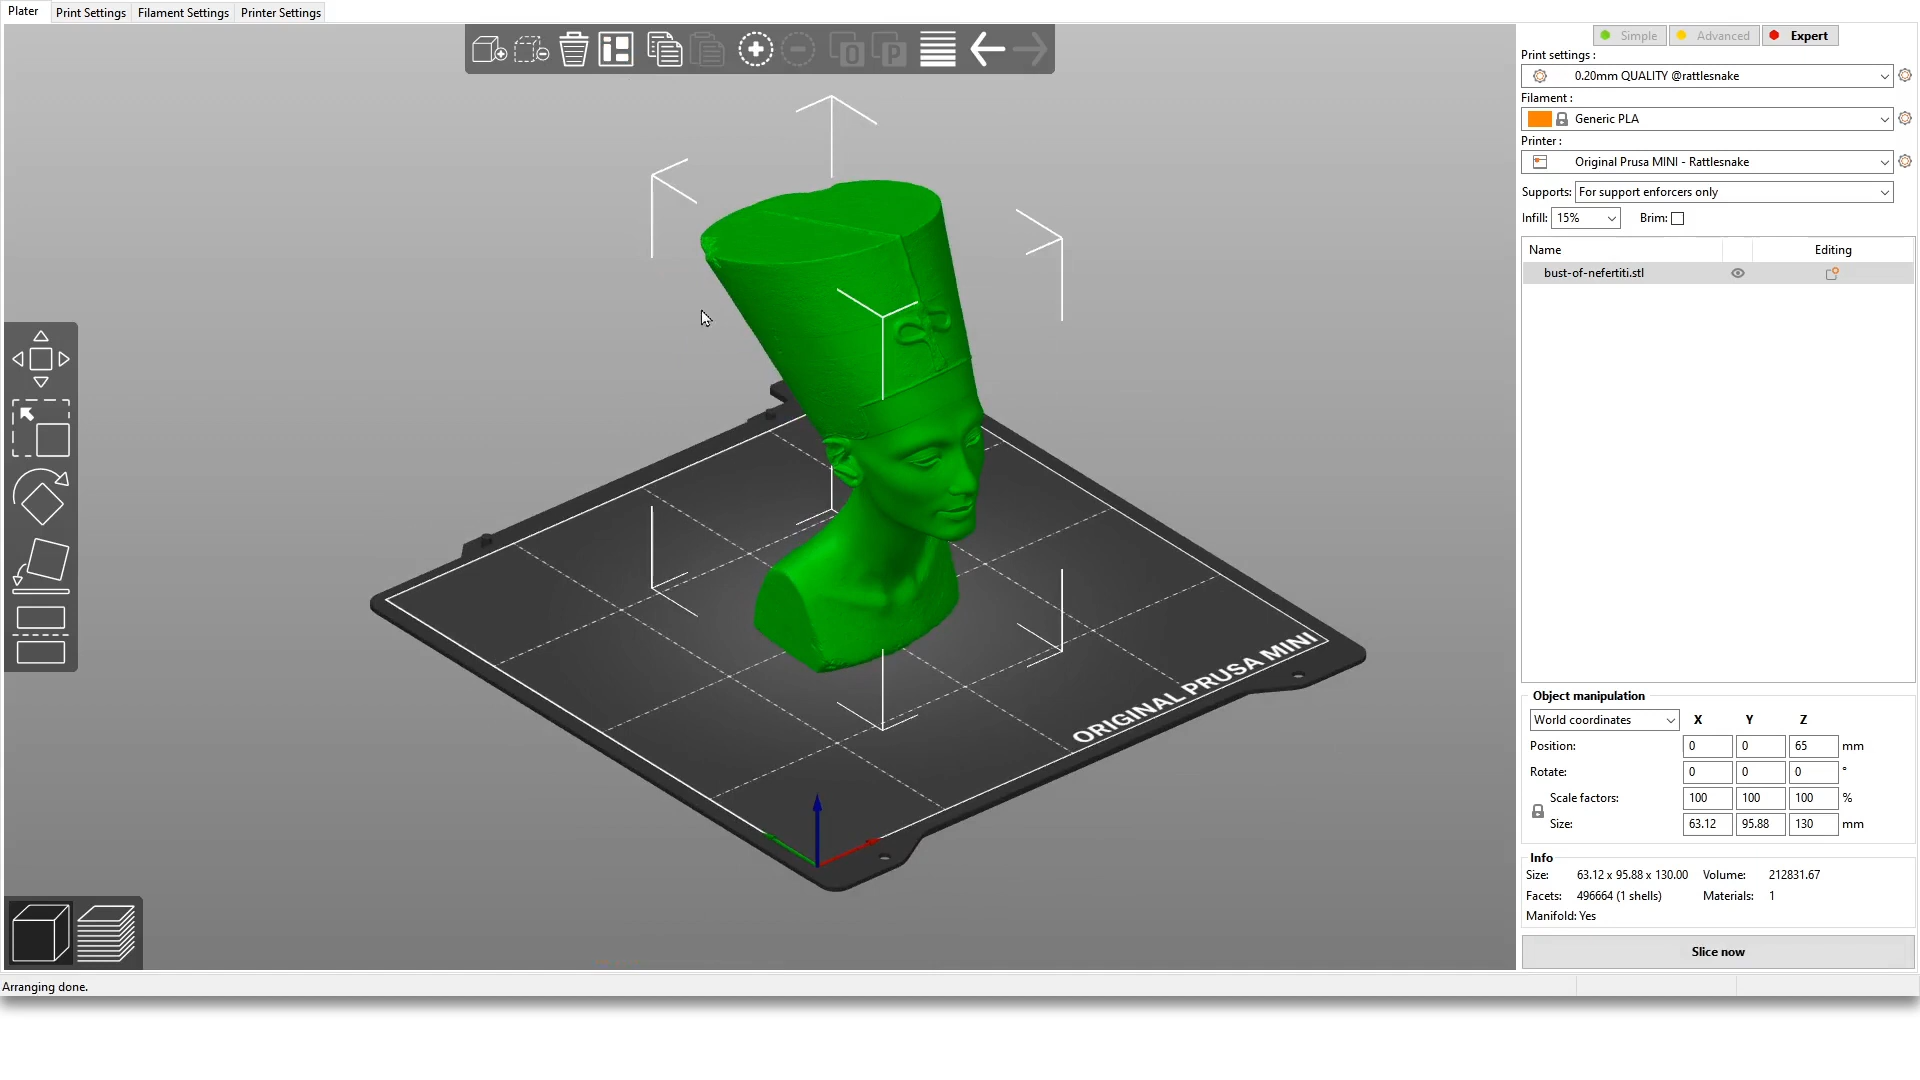 Plater Print Settings Filament Settings Printer Settings
Simple Advanced Expert
Print settings :
0.20mm QUALITY @rattlesnake
Filament :
Generic PLA
Printer :
Original Prusa MINI - Rattlesnake
Supports: For support enforcers only
Infill: 15% Brim:
Name Editing
bust-of-nefertiti.stl
O P
ORIGINAL PRUSA MINI
Object manipulation
World coordinates X Y Z
Position: 0 0 65 mm
Rotate: 0 0 0 °
Scale factors: 100 100 100 %
Size: 63.12 95.88 130 mm
Info
Size: 63.12 x 95.88 x 130.00 Volume: 212831.67
Facets: 496664 (1 shells) Materials: 1
Manifold: Yes
Slice now
Arranging done.